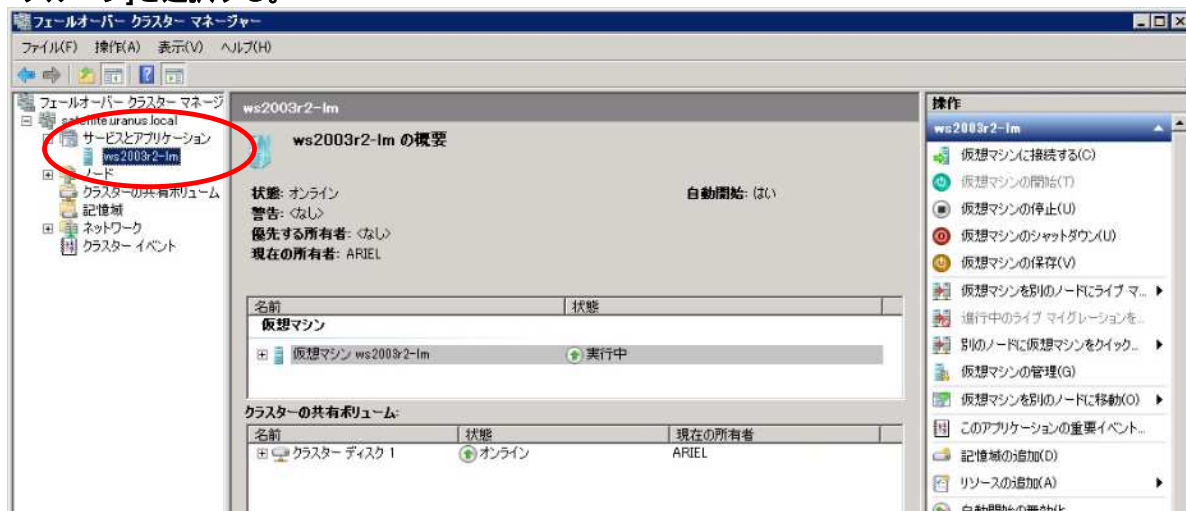 フェールオーバー クラスター マネージャー
ファイル(F) 操作(A) 表示(V) ヘルプ(H)
フェールオーバー クラスター マネージ
satellite.uranus.local
サービスとアプリケーション
ws2003r2-lm
ノード
クラスターの共有ボリューム
記憶域
ネットワーク
クラスター イベント
ws2003r2-lm
ws2003r2-lm の概要
状態: オンライン 自動開始: はい
警告: <なし>
優先する所有者: <なし>
現在の所有者: ARIEL
名前 状態
仮想マシン
仮想マシン ws2003r2-lm 実行中
クラスターの共有ボリューム:
名前 状態 現在の所有者
クラスター ディスク 1 オンライン ARIEL
操作
ws2003r2-lm
仮想マシンに接続する(C)
仮想マシンの開始(T)
仮想マシンの停止(U)
仮想マシンのシャットダウン(U)
仮想マシンの保存(V)
仮想マシンを別のノードにライブ マ...
進行中のライブ マイグレーションを...
別のノードに仮想マシンをクイック...
仮想マシンの管理(G)
仮想マシンを別のノードに移動(O)
このアプリケーションの重要イベント...
記憶域の追加(D)
リソースの追加(A)
自動開始の無効化